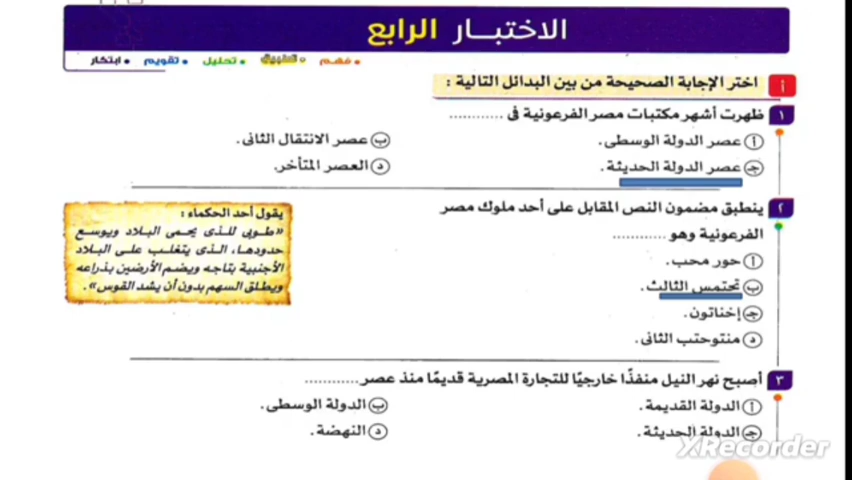 الاختبار الرابع
• فهم • تطبيق • تحليل • تقويم • ابتكار
أ اختر الإجابة الصحيحة من بين البدائل التالية :
١ ظهرت أشهر مكتبات مصر الفرعونية فى ............
أ عصر الدولة الوسطى. ب عصر الانتقال الثانى.
جـ عصر الدولة الحديثة. د العصر المتأخر.
٢ ينطبق مضمون النص المقابل على أحد ملوك مصر
الفرعونية وهو ............
أ حور محب.
ب تحتمس الثالث.
جـ إخناتون.
د منتوحتب الثانى.
يقول أحد الحكماء :
«طوبى للذى يحمى البلاد ويوسع
حدودها، الذى يتغلب على البلاد
الأجنبية بتاجه ويضم الأرضين بذراعه
ويطلق السهم بدون أن يشد القوس».
٣ أصبح نهر النيل منفذًا خارجيًا للتجارة المصرية قديمًا منذ عصر ............
أ الدولة القديمة. ب الدولة الوسطى.
جـ الدولة الحديثة. د النهضة.
XRecorder